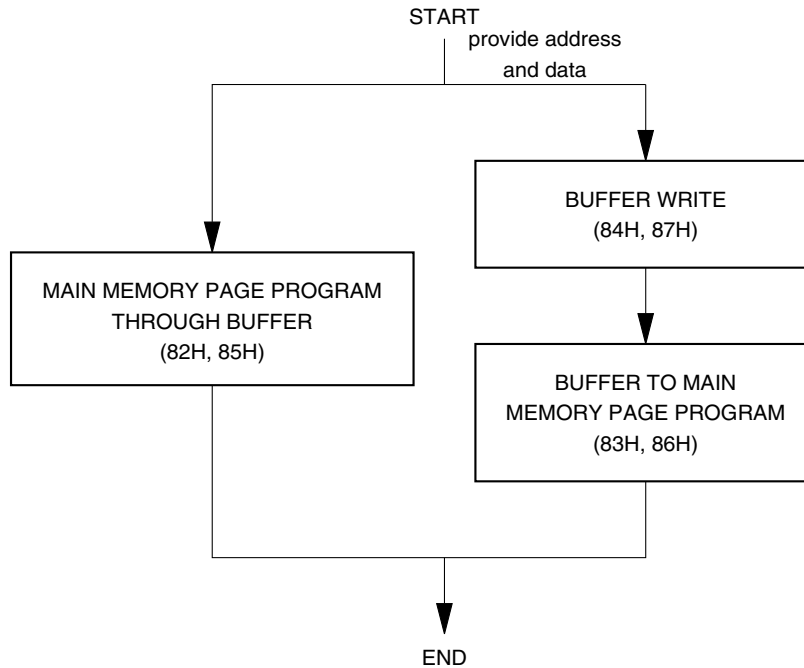 START
provide address
and data
BUFFER WRITE
(84H, 87H)
MAIN MEMORY PAGE PROGRAM
THROUGH BUFFER
(82H, 85H)
BUFFER TO MAIN
MEMORY PAGE PROGRAM
(83H, 86H)
END